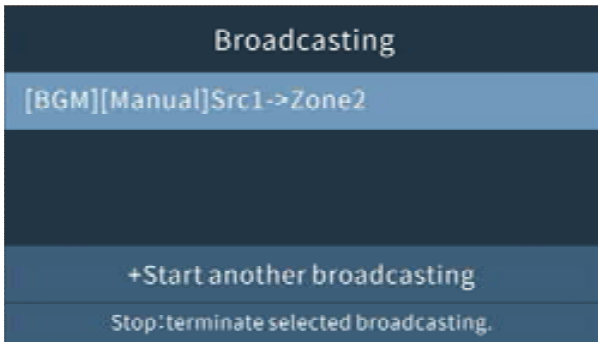 Broadcasting
[BGM][Manual]Src1->Zone2
+Start another broadcasting
Stop:terminate selected broadcasting.